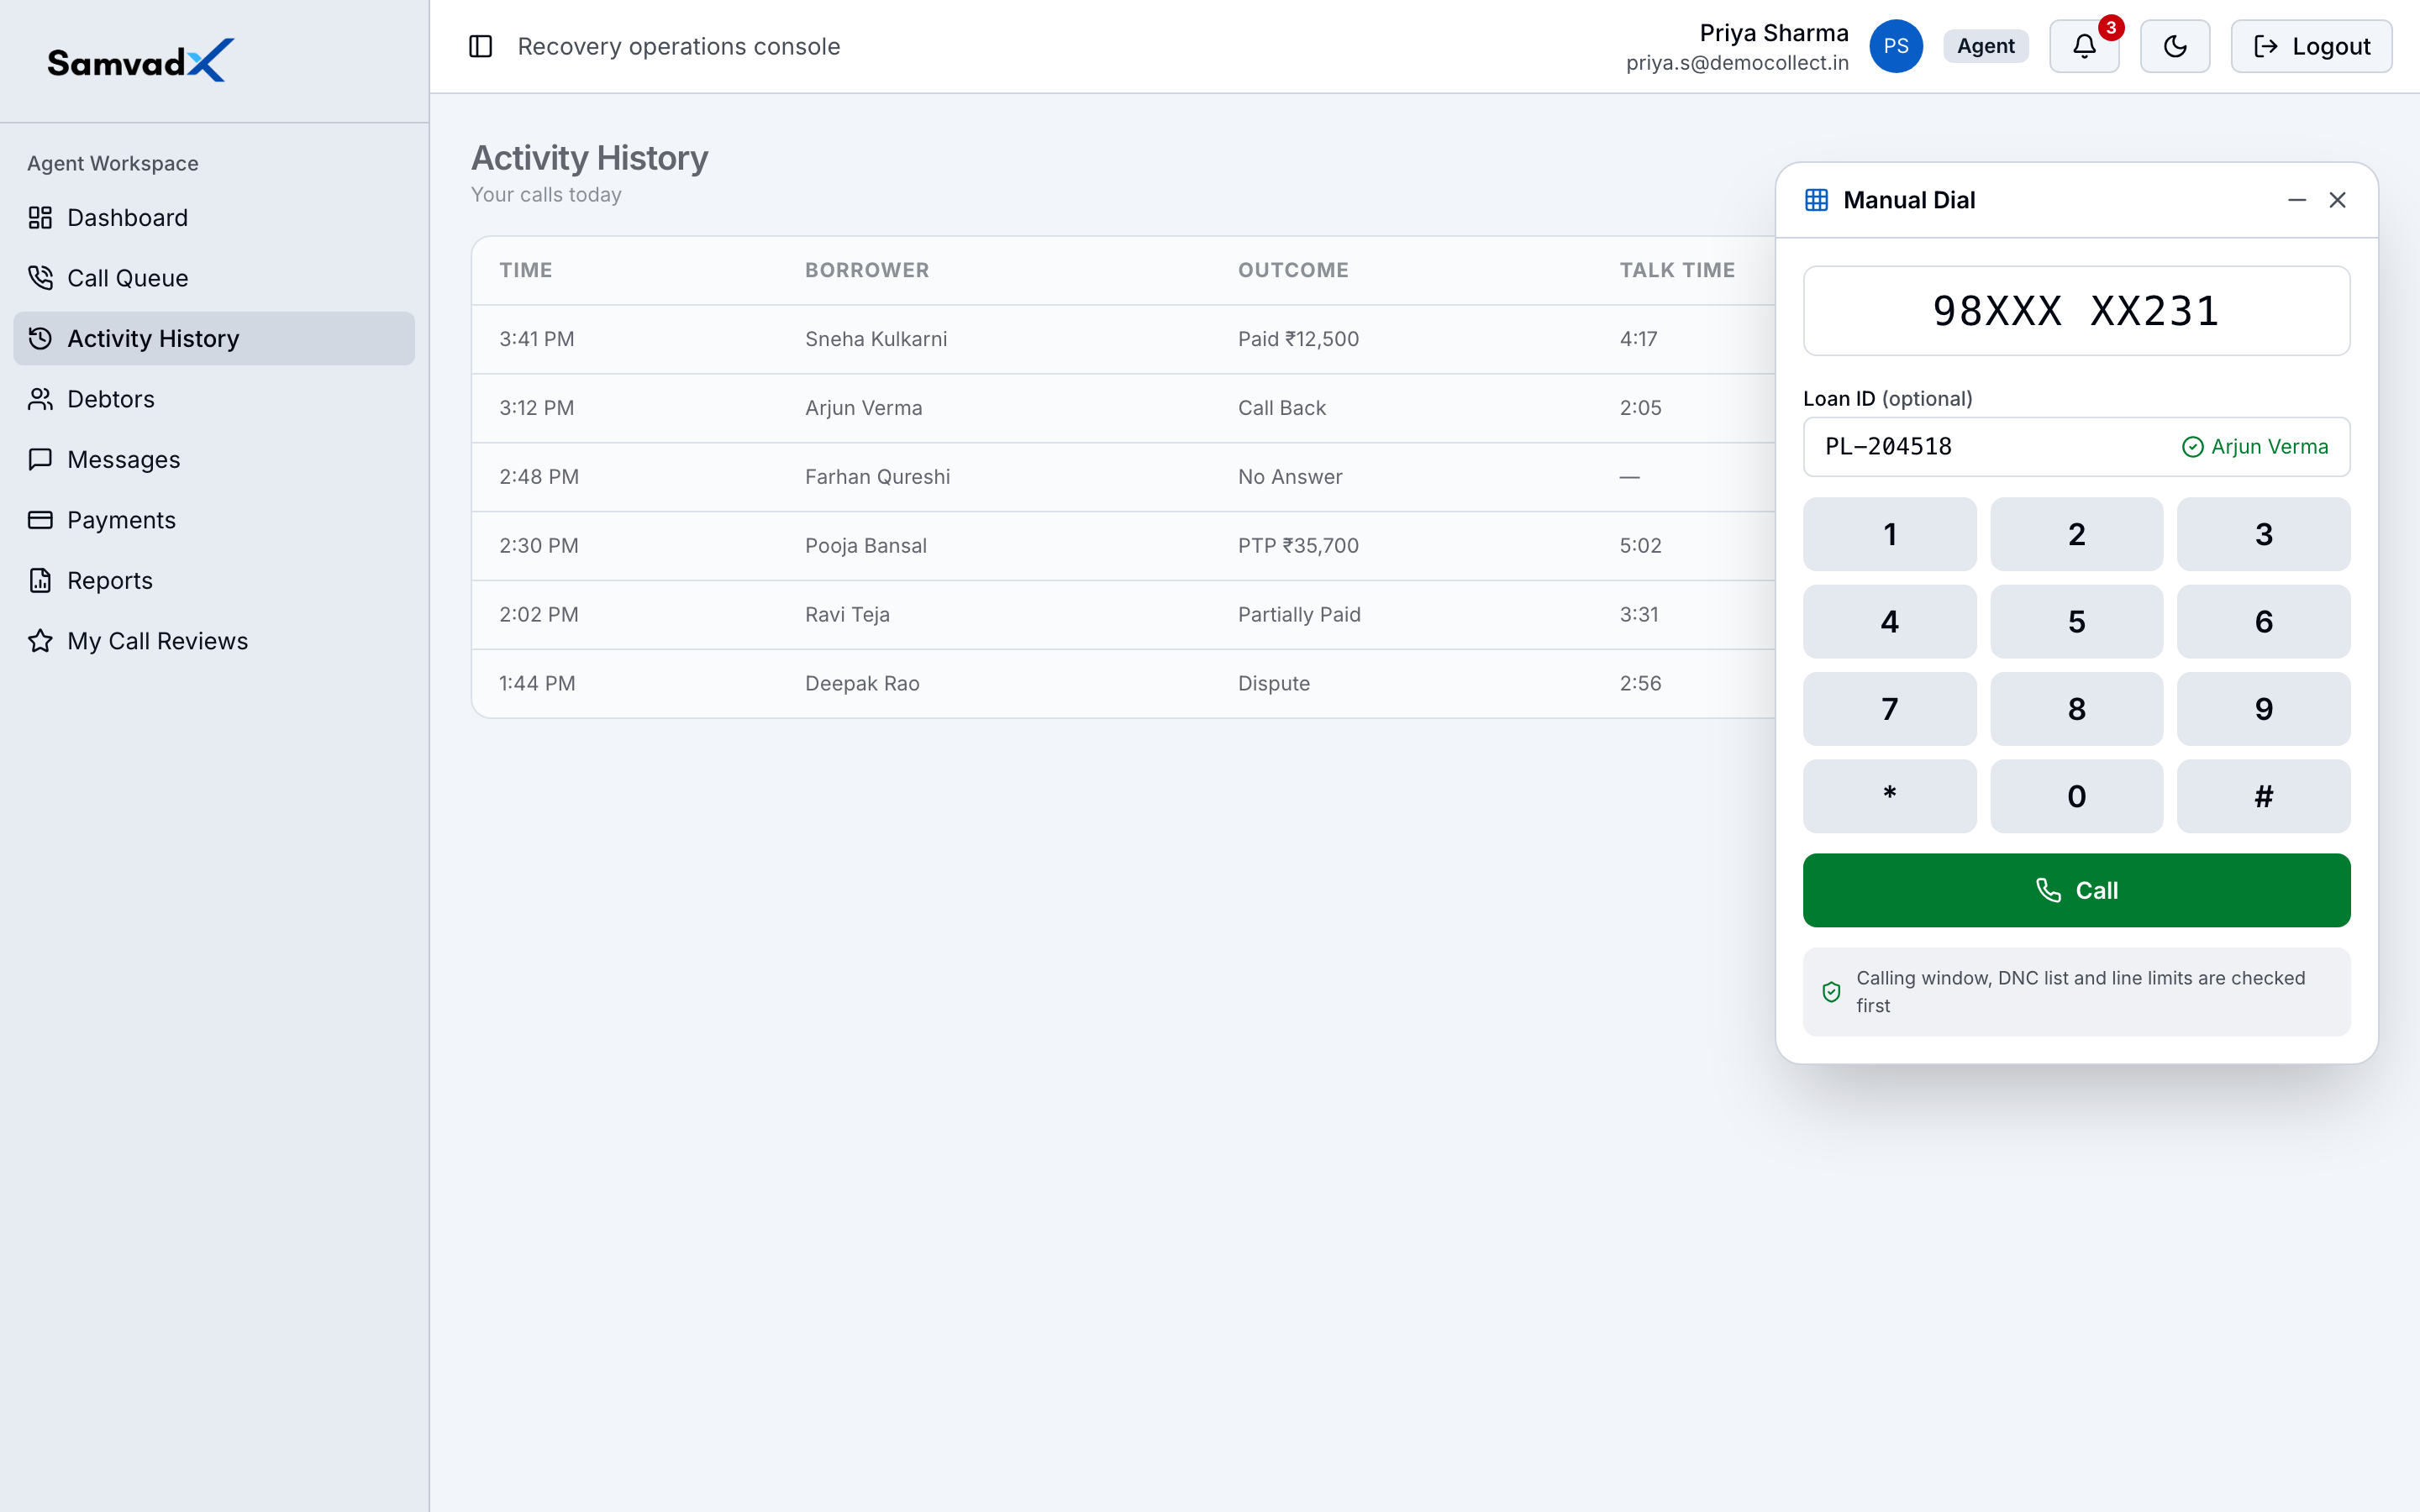 SamvadX
Recovery operations console
Priya Sharma
priya.s@democollect.in
PS
Agent
3
Logout
Agent Workspace
Dashboard
Call Queue
Activity History
Debtors
Messages
Payments
Reports
My Call Reviews
Activity History
Your calls today
TIME BORROWER OUTCOME TALK TIME
3:41 PM Sneha Kulkarni Paid ₹12,500 4:17
3:12 PM Arjun Verma Call Back 2:05
2:48 PM Farhan Qureshi No Answer —
2:30 PM Pooja Bansal PTP ₹35,700 5:02
2:02 PM Ravi Teja Partially Paid 3:31
1:44 PM Deepak Rao Dispute 2:56
Manual Dial
98XXX XX231
Loan ID (optional)
PL-204518 Arjun Verma
1 2 3
4 5 6
7 8 9
* 0 #
Call
Calling window, DNC list and line limits are checked
first